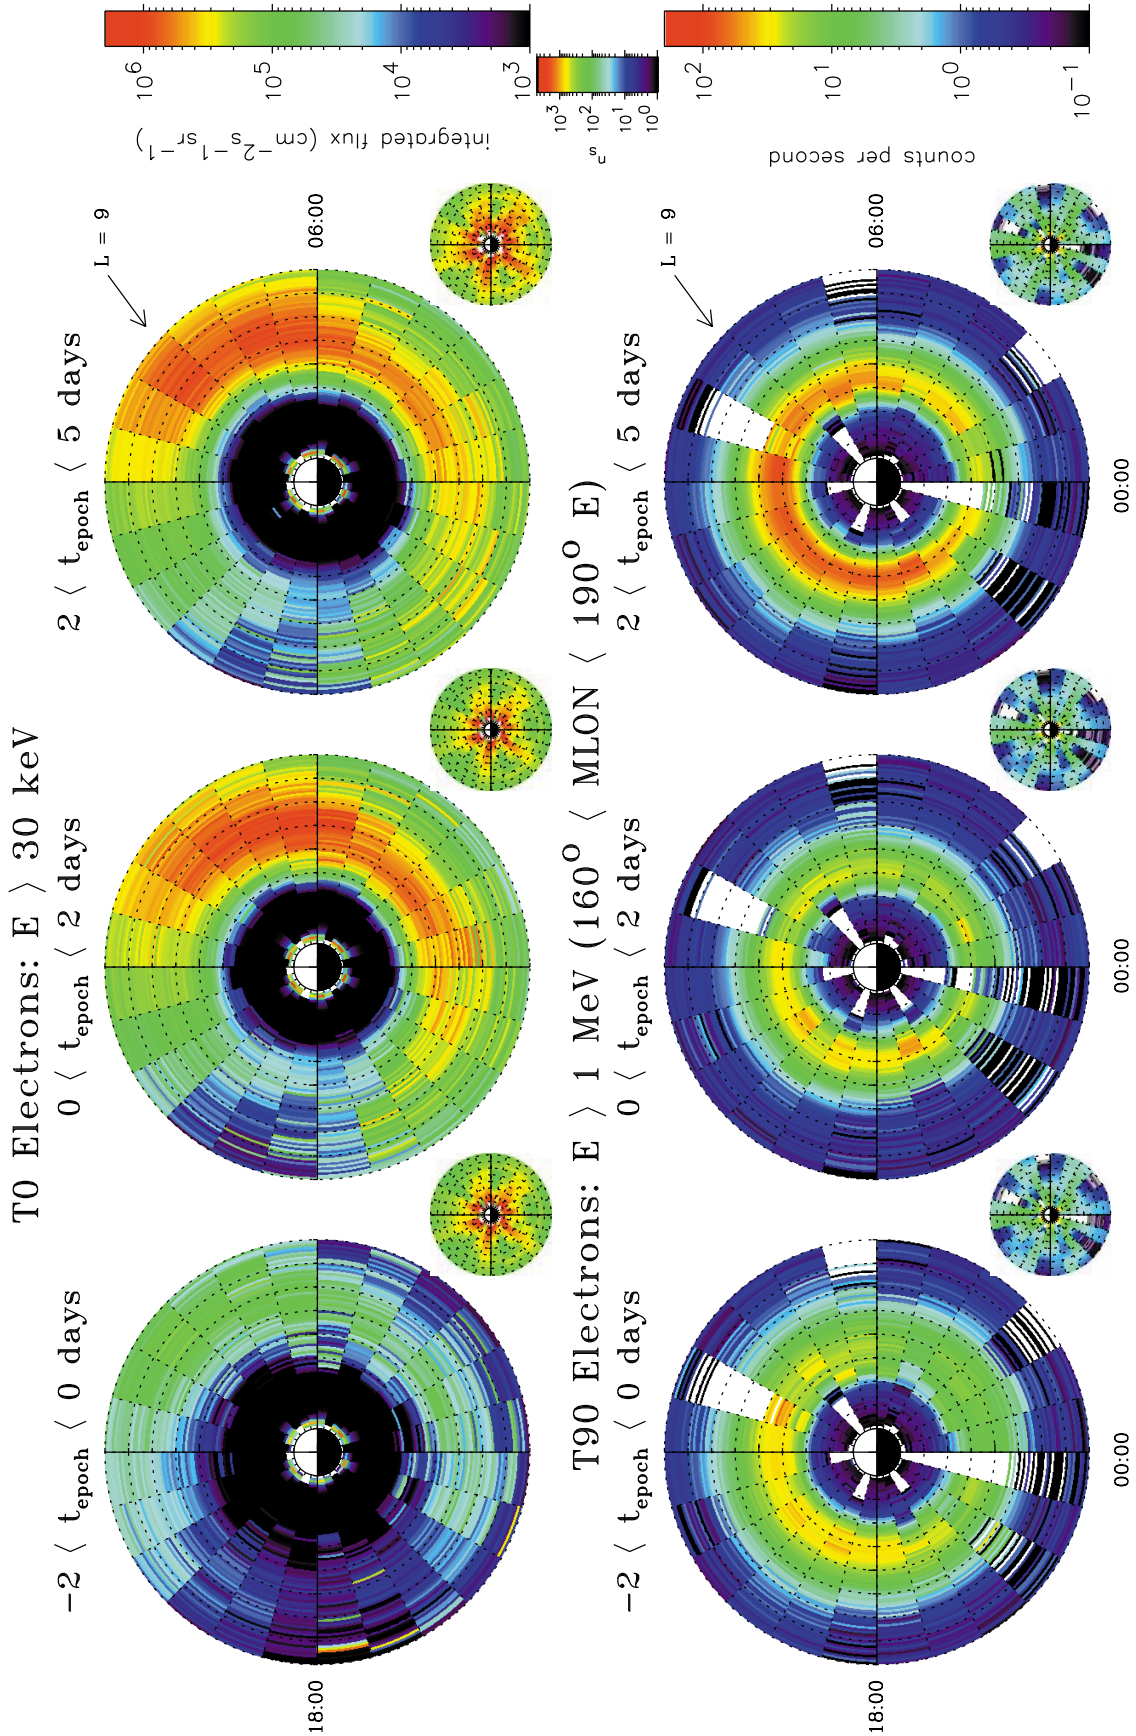 T0 Electrons: E > 30 keV
-2 < t_epoch < 0 days
0 < t_epoch < 2 days
2 < t_epoch < 5 days
L = 9
18:00
06:00
10^6
10^5
10^4
10^3
integrated flux (cm^-2 s^-1 sr^-1)
10^3
10^2
10^1
10^0
n_s
T90 Electrons: E > 1 MeV (160° < MLON < 190° E)
-2 < t_epoch < 0 days
0 < t_epoch < 2 days
2 < t_epoch < 5 days
L = 9
18:00
06:00
00:00
00:00
00:00
10^2
10^1
10^0
10^-1
counts per second